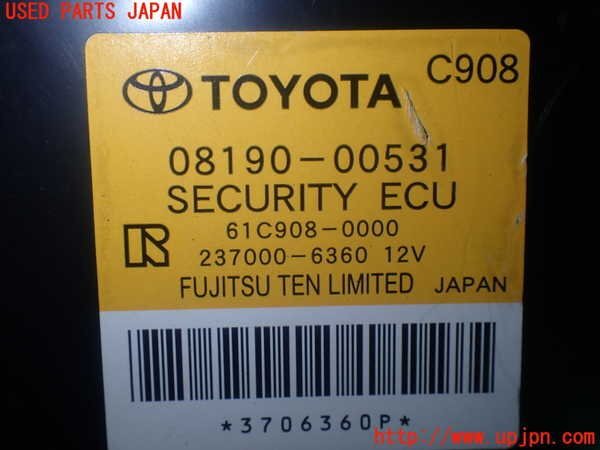 USED PARTS JAPAN
TOYOTA C908
08190-00531
SECURITY ECU
61C908-0000
R
237000-6360 12V
FUJITSU TEN LIMITED JAPAN
*3706360P*
http://www.upjpn.com